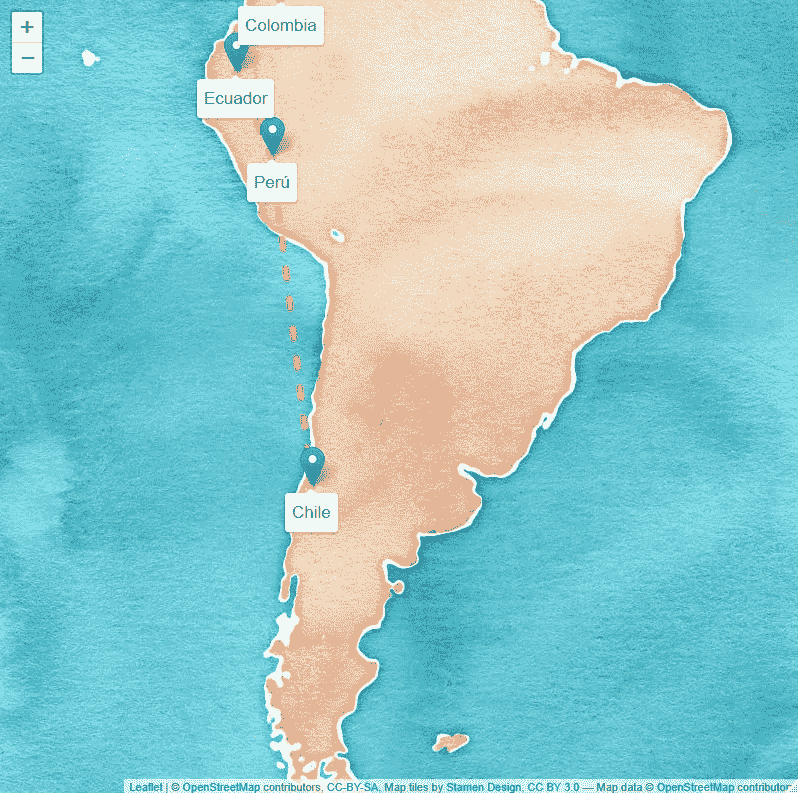 +
Colombia
−
Ecuador
Perú
Chile
Leaflet | © OpenStreetMap contributors, CC-BY-SA, Map tiles by Stamen Design, CC BY 3.0 — Map data © OpenStreetMap contributor